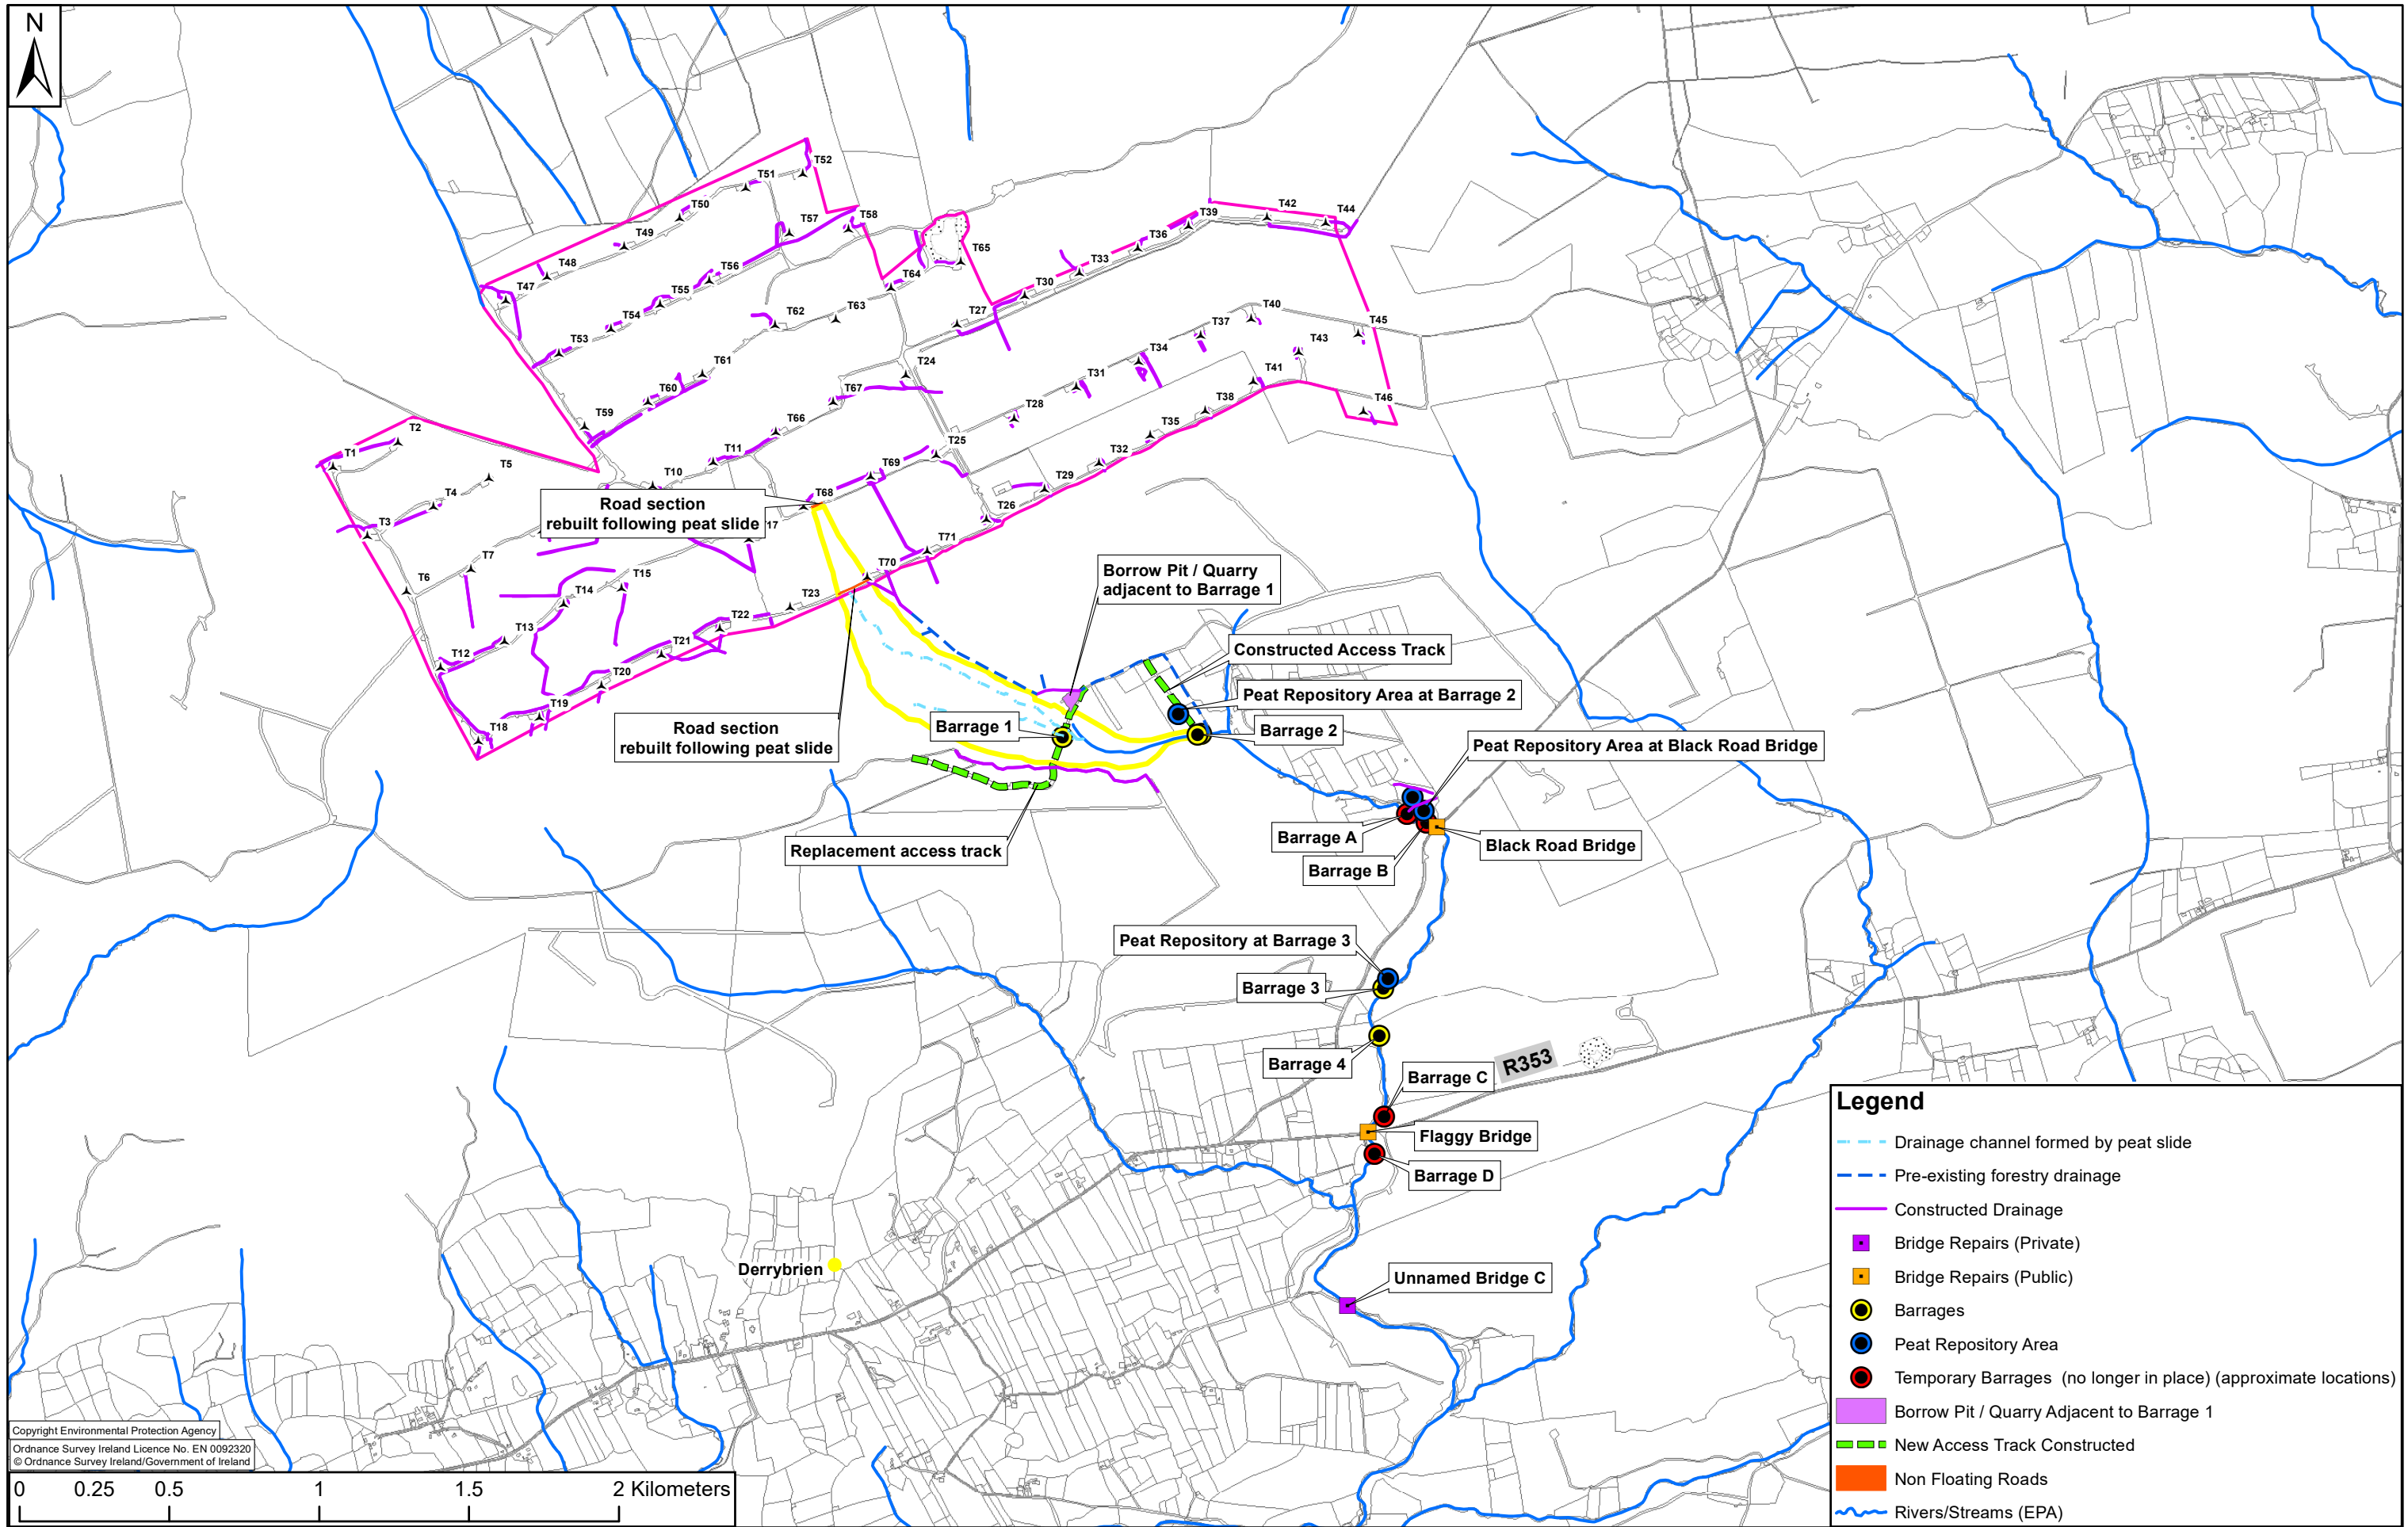 N
T52
T51
T50
T57
T58
T49
T39
T42
T44
T36
T65
T48
T56
T64
T33
T47
T55
T30
T54
T62
T63
T27
T40
T53
T37
T45
T43
T61
T24
T34
T60
T67
T31
T41
T59
T66
T28
T38
T46
T2
T11
T25
T35
T1
T5
T10
T69
T32
T29
T4
T68
Road section
rebuilt following peat slide
T3
17
T26
T7
T71
T70
T6
T15
T14
T23
T22
T13
T21
T12
T20
T19
T18
Borrow Pit / Quarry
adjacent to Barrage 1
Constructed Access Track
Peat Repository Area at Barrage 2
Barrage 1
Barrage 2
Road section
rebuilt following peat slide
Peat Repository Area at Black Road Bridge
Replacement access track
Barrage A
Black Road Bridge
Barrage B
Peat Repository at Barrage 3
Barrage 3
Barrage 4
R353
Barrage C
Flaggy Bridge
Barrage D
Derrybrien
Unnamed Bridge C
Legend
Drainage channel formed by peat slide
Pre-existing forestry drainage
Constructed Drainage
Bridge Repairs (Private)
Bridge Repairs (Public)
Barrages
Peat Repository Area
Temporary Barrages (no longer in place) (approximate locations)
Borrow Pit / Quarry Adjacent to Barrage 1
New Access Track Constructed
Non Floating Roads
Rivers/Streams (EPA)
Copyright Environmental Protection Agency
Ordnance Survey Ireland Licence No. EN 0092320
© Ordnance Survey Ireland/Government of Ireland
0 0.25 0.5 1 1.5 2 Kilometers